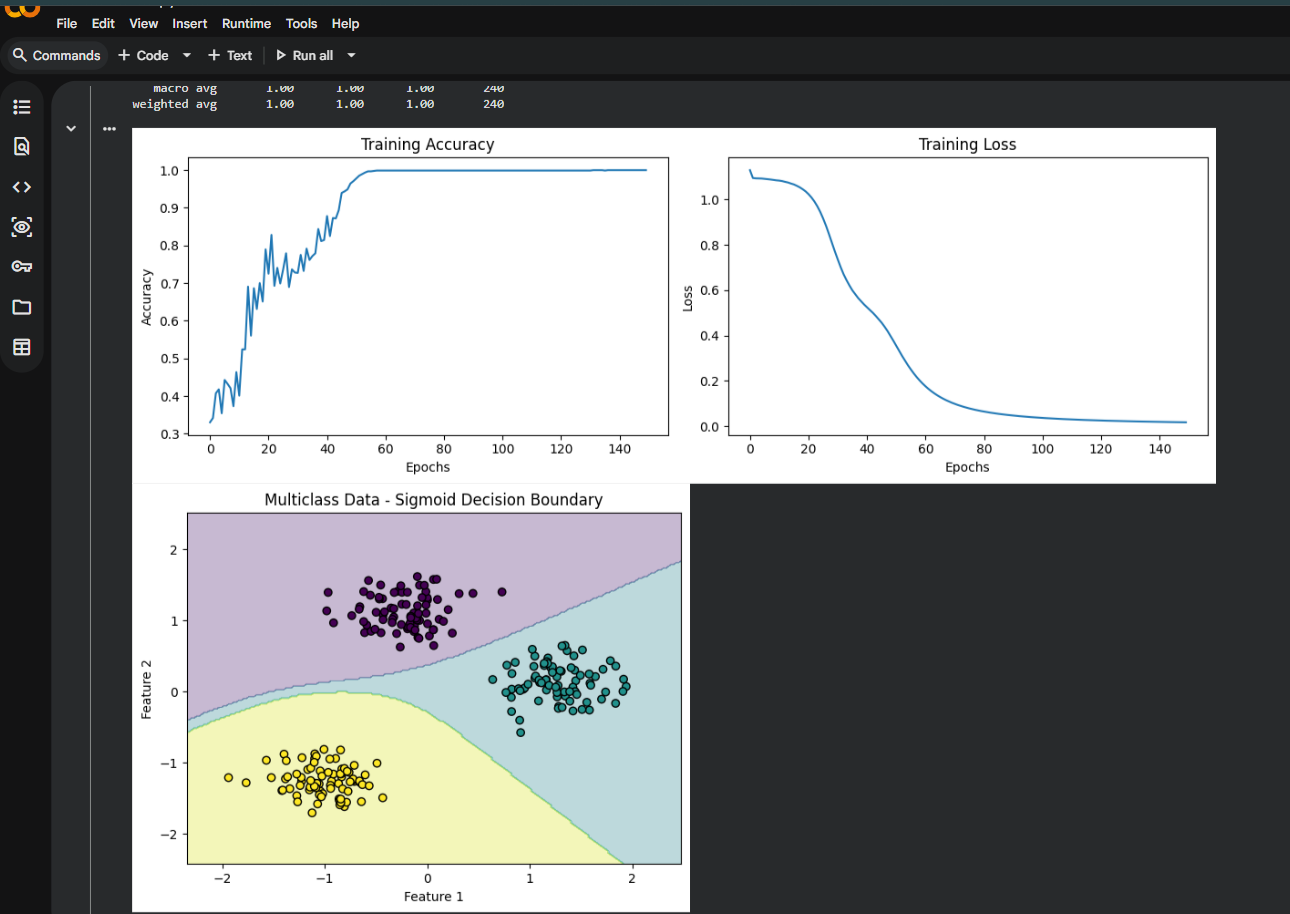 File Edit View Insert Runtime Tools Help
Commands + Code + Text Run all
macro avg 1.00 1.00 1.00 240
weighted avg 1.00 1.00 1.00 240
Training Accuracy
1.0
0.9
0.8
0.7
0.6
0.5
0.4
0.3
Accuracy
0 20 40 60 80 100 120 140
Epochs
Training Loss
1.0
0.8
0.6
0.4
0.2
0.0
Loss
0 20 40 60 80 100 120 140
Epochs
Multiclass Data - Sigmoid Decision Boundary
2
1
0
−1
−2
Feature 2
−2 −1 0 1 2
Feature 1